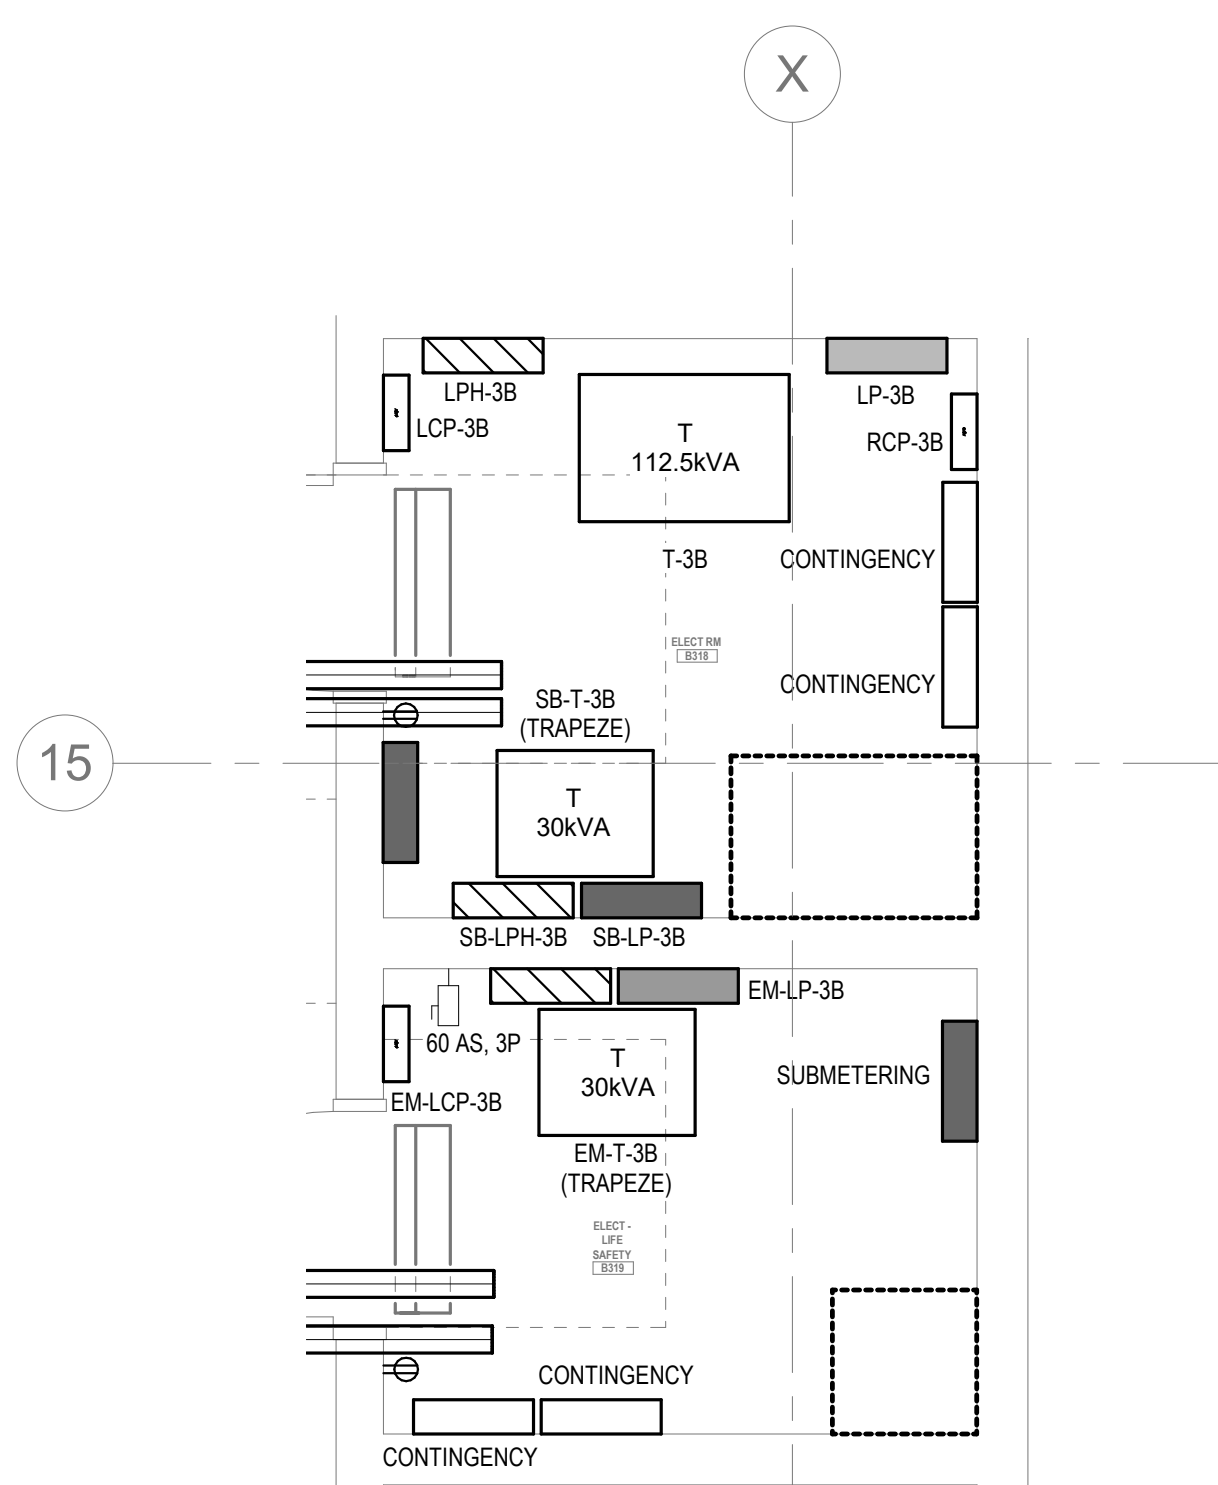 X
LPH-3B
LP-3B
LCP-3B
RCP-3B
T
112.5kVA
T-3B
CONTINGENCY
ELECT RM
B318
CONTINGENCY
SB-T-3B
(TRAPEZE)
15
T
30kVA
SB-LPH-3B
SB-LP-3B
EM-LP-3B
60 AS, 3P
T
30kVA
SUBMETERING
EM-LCP-3B
EM-T-3B
(TRAPEZE)
ELECT -
LIFE
SAFETY
B319
CONTINGENCY
CONTINGENCY